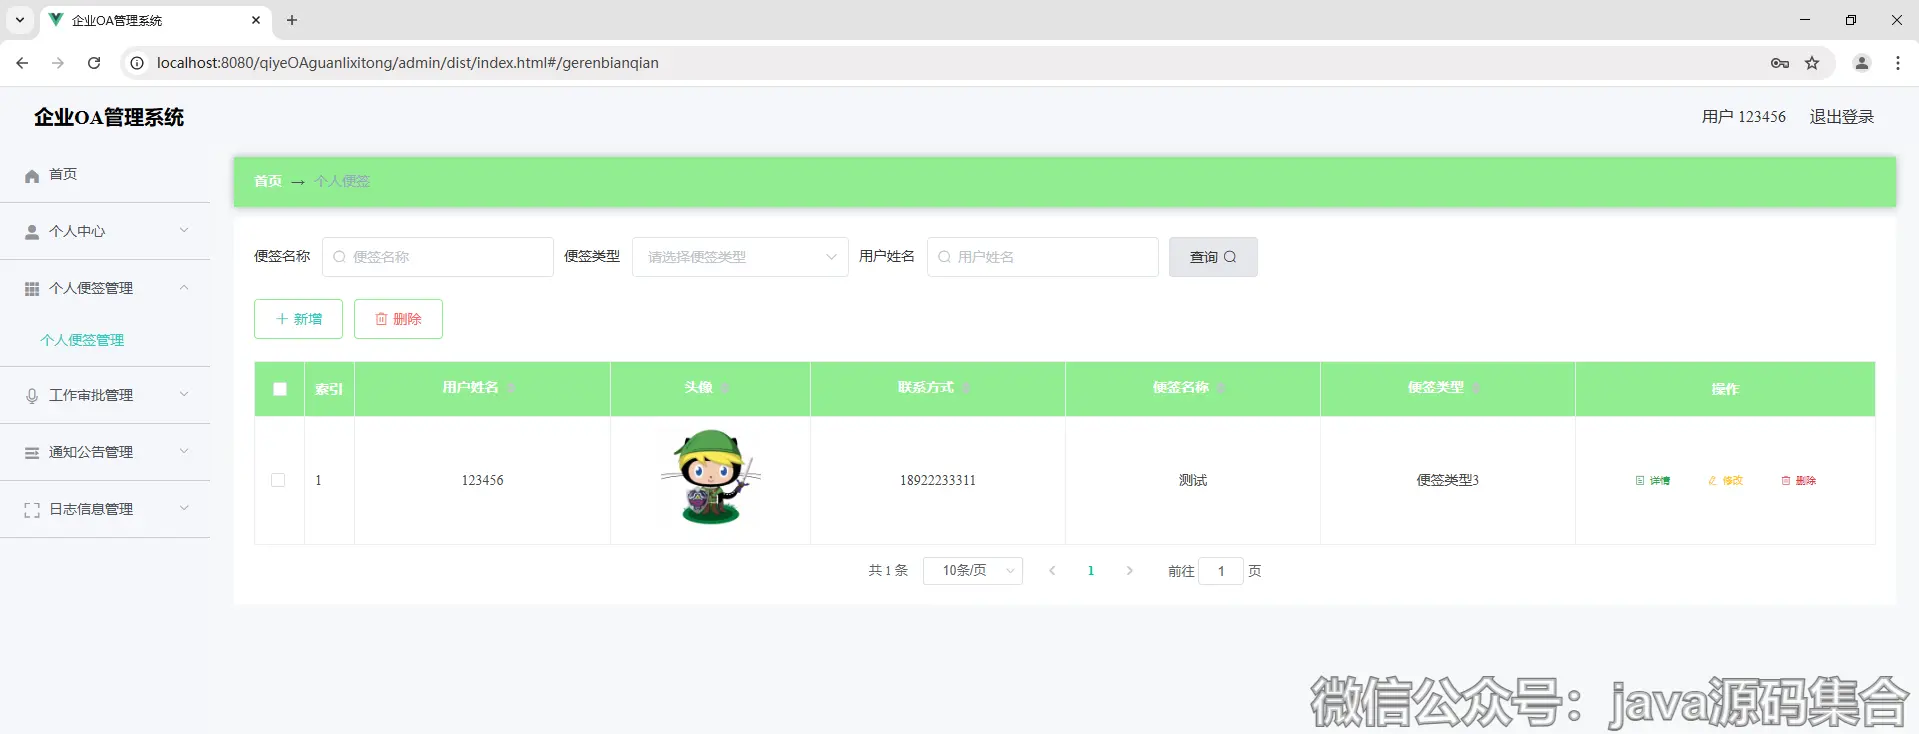 企业OA管理系统
localhost:8080/qiyeOAguanlixitong/admin/dist/index.html#/gerenbianqian
企业OA管理系统
用户 123456 退出登录
首页
个人中心
个人便签管理
个人便签管理
工作审批管理
通知公告管理
日志信息管理
首页 → 个人便签
便签名称 便签名称 便签类型 请选择便签类型 用户姓名 用户姓名 查询
新增 删除
索引 用户姓名 头像 联系方式 便签名称 便签类型 操作
1 123456 18922233311 测试 便签类型3 详情 修改 删除
共 1 条 10条/页 1 前往 1 页
微信公众号：java源码集合